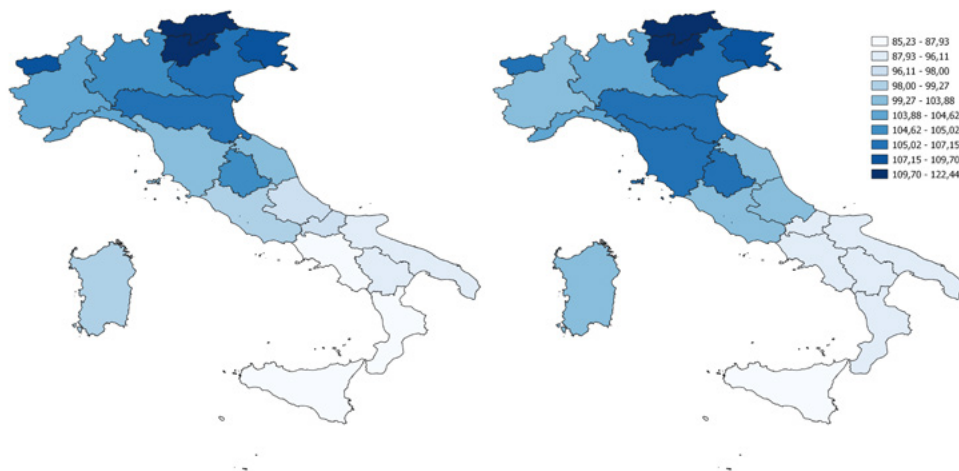 85,23 - 87,93
87,93 - 96,11
96,11 - 98,00
98,00 - 99,27
99,27 - 103,88
103,88 - 104,62
104,62 - 105,02
105,02 - 107,15
107,15 - 109,70
109,70 - 122,44